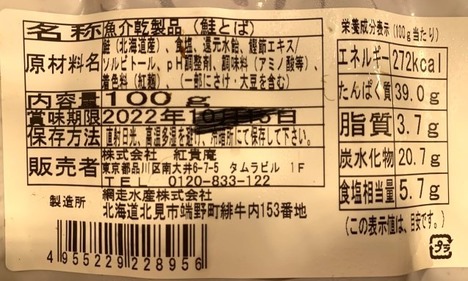 名称 魚介乾製品（鮭とば）
原材料名 鮭（北海道産）、食塩、還元水飴、鰹節エキス/
ソルビトール、ｐＨ調整剤、調味料（アミノ酸等）、
着色料（紅麹）、（一部にさけ・大豆を含む）
内容量 100ｇ
賞味期限 2022年
保存方法 直射日光、高温多湿を避け、冷暗所にて保存して下さい。
販売者 株式会社 紅貴庵
東京都品川区南大井6-7-5 タムラビル 1F
TEL 0120-833-122
製造所 網走水産株式会社
北海道北見市端野町緋牛内153番地
4955229228956
栄養成分表示(100g当たり)
エネルギー 272kcal
たんぱく質 39.0ｇ
脂質 3.7ｇ
炭水化物 20.7ｇ
食塩相当量 5.7ｇ
(この表示値は、目安です。)
プラ